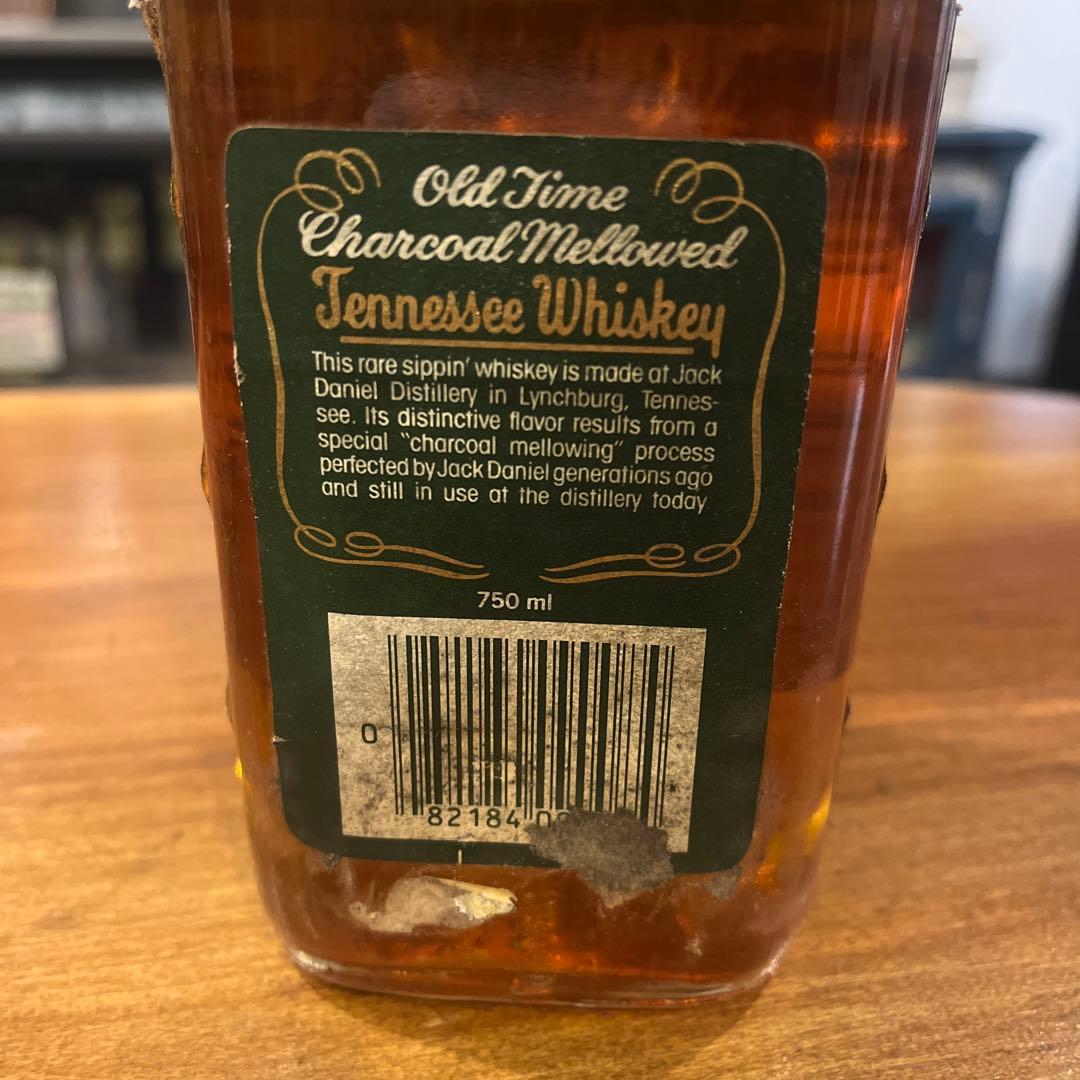 Old Time
Charcoal Mellowed
Tennessee Whiskey
This rare sippin' whiskey is made at Jack
Daniel Distillery in Lynchburg, Tennes-
see. Its distinctive flavor results from a
special "charcoal mellowing" process
perfected by Jack Daniel generations ago
and still in use at the distillery today
750 ml
0
82184